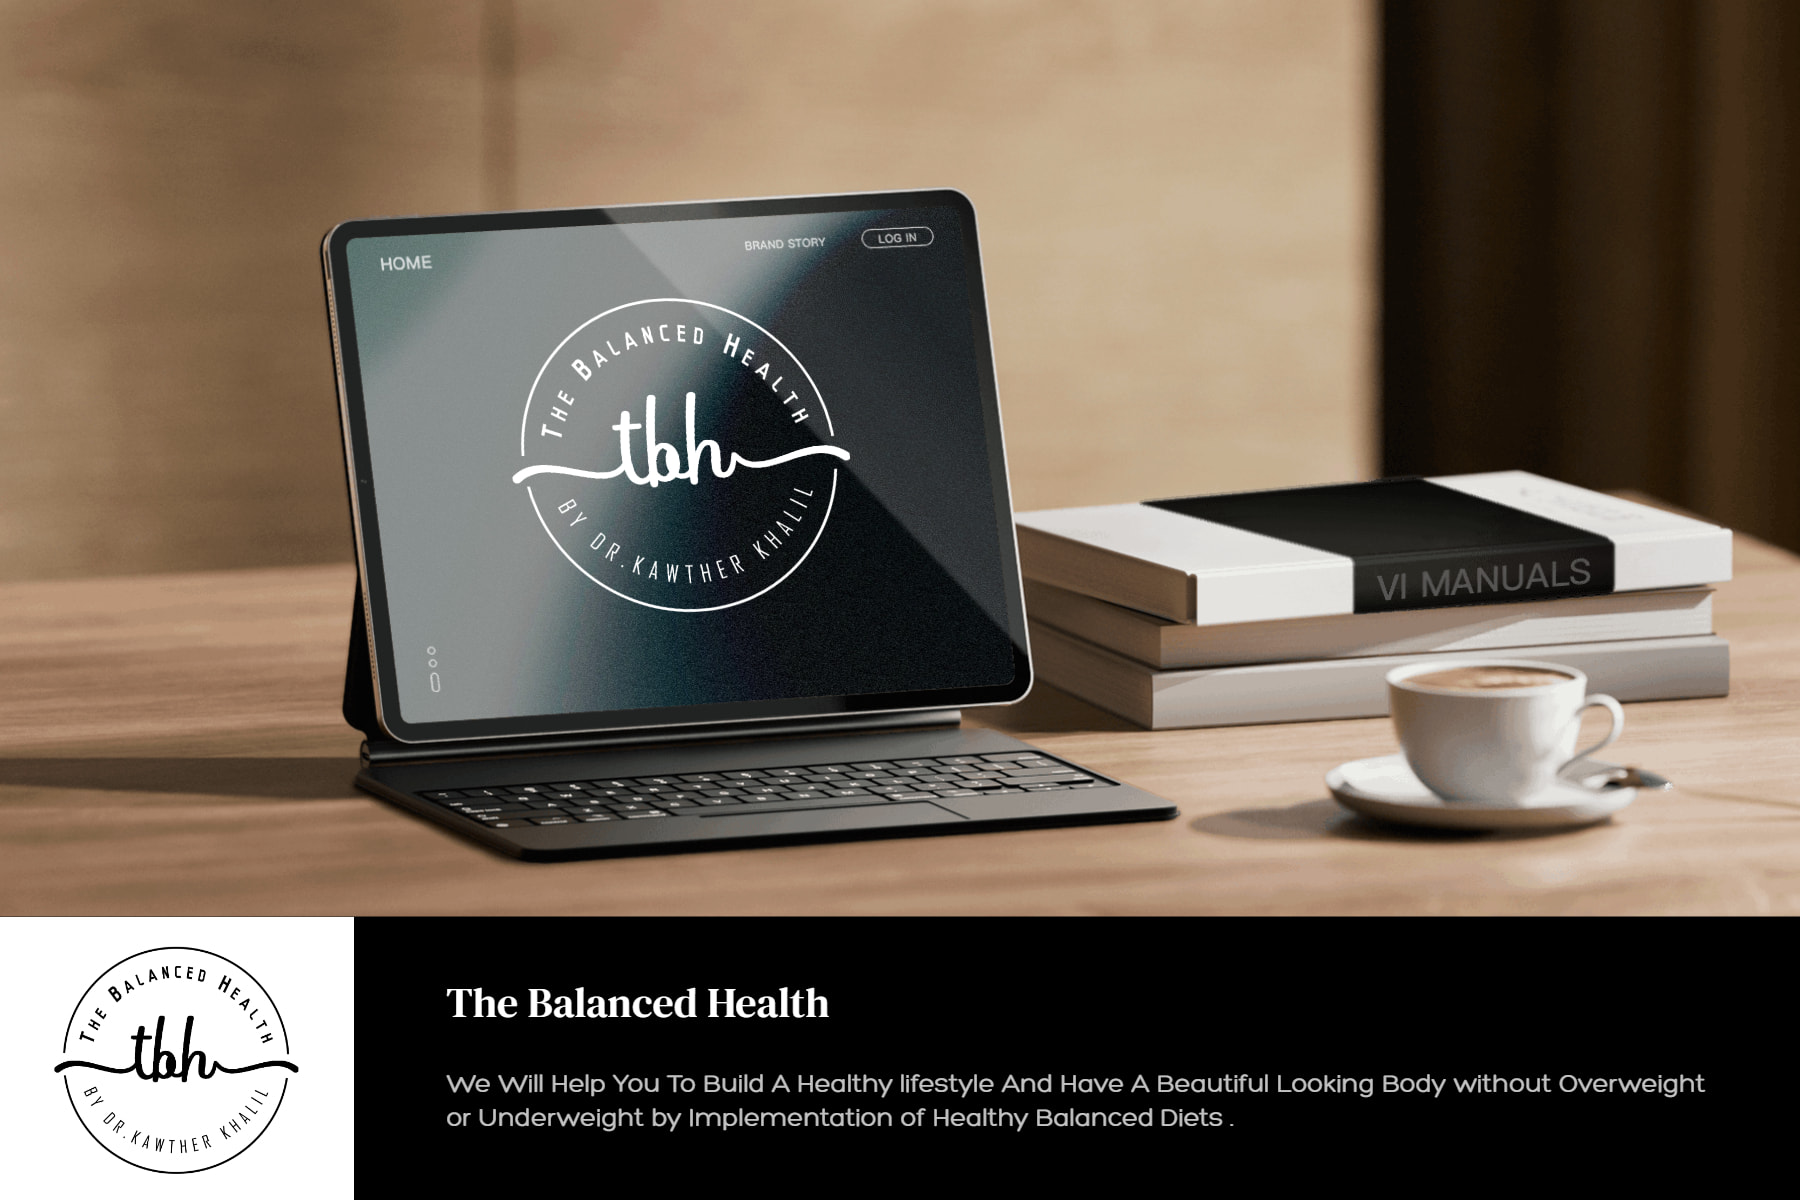 HOME
BRAND STORY
LOG IN
The Balanced Health
tbh
BY DR.KAWTHER KHALIL
VI MANUALS
The Balanced Health
tbh
BY DR.KAWTHER KHALIL
The Balanced Health
We Will Help You To Build A Healthy lifestyle And Have A Beautiful Looking Body without Overweight
or Underweight by Implementation of Healthy Balanced Diets .